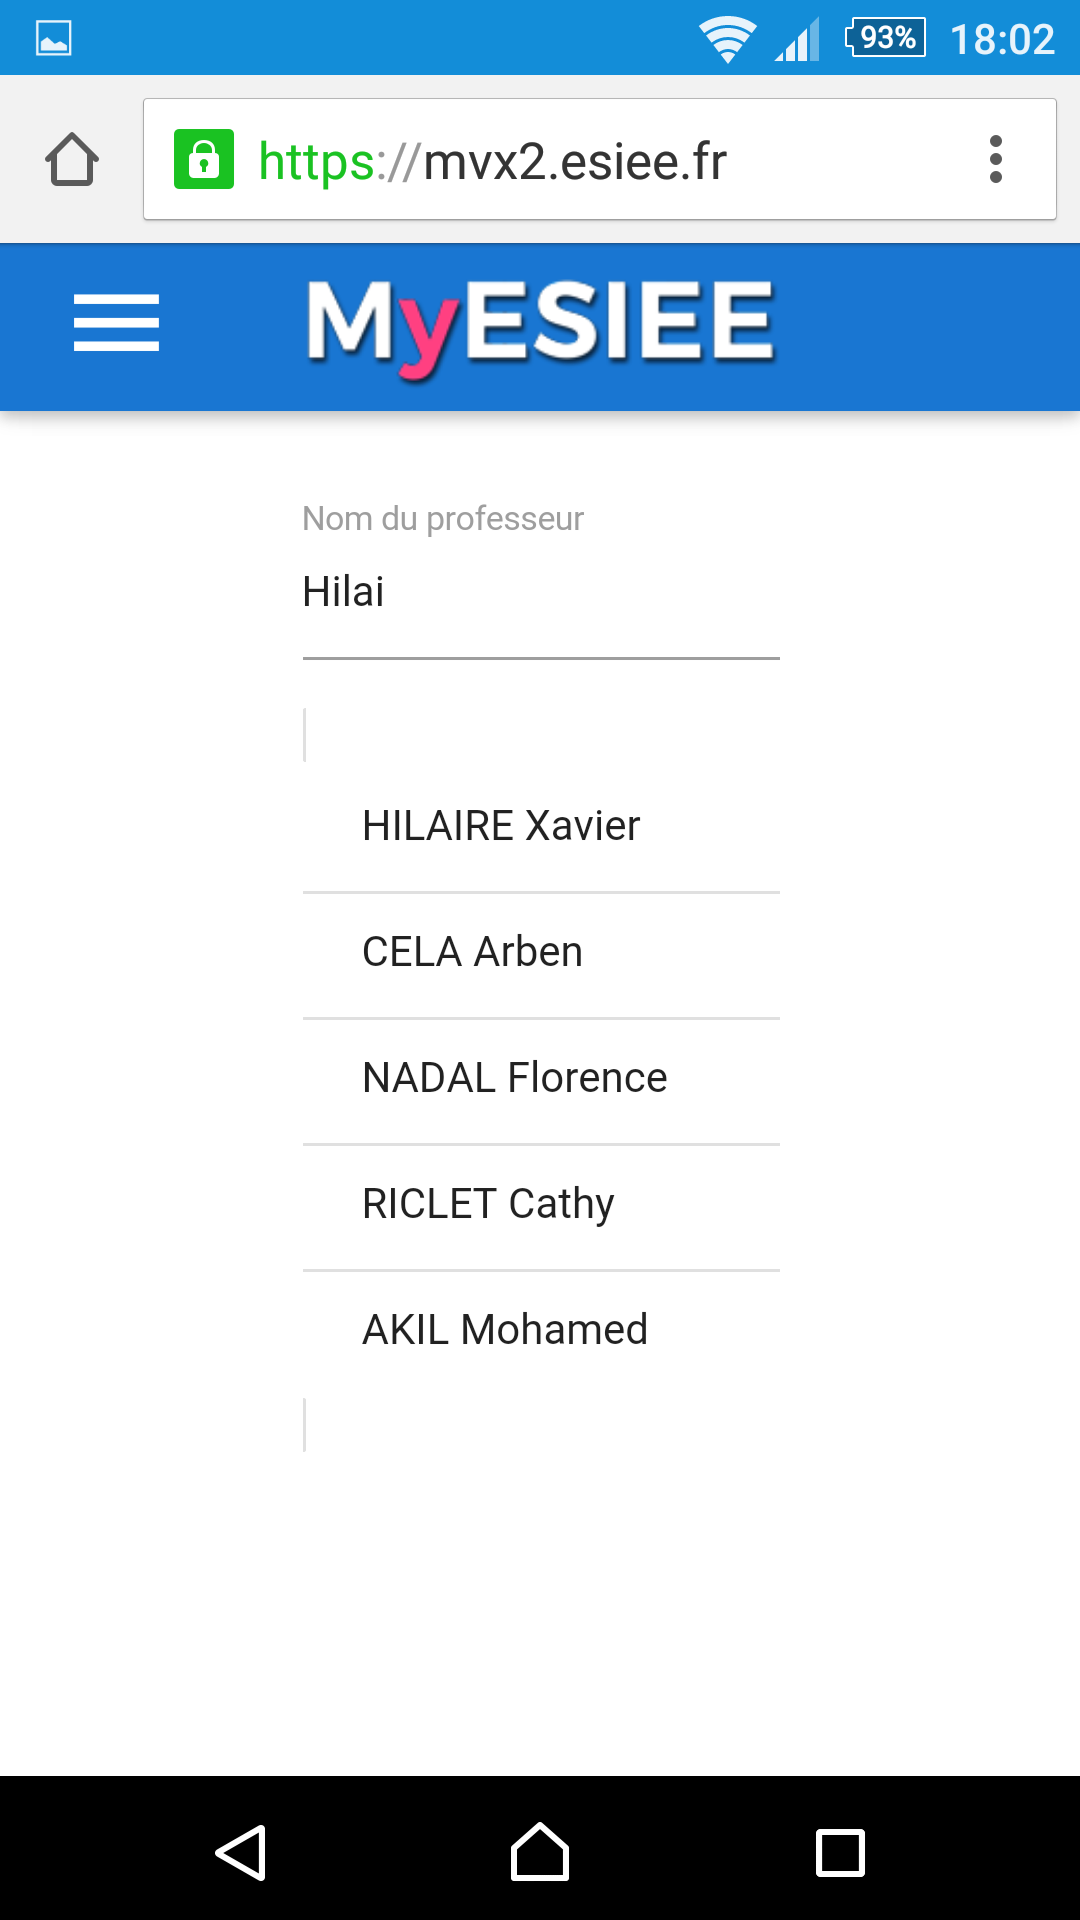 93% 18:02
https://mvx2.esiee.fr
MyESIEE
Nom du professeur
Hilai
HILAIRE Xavier
CELA Arben
NADAL Florence
RICLET Cathy
AKIL Mohamed